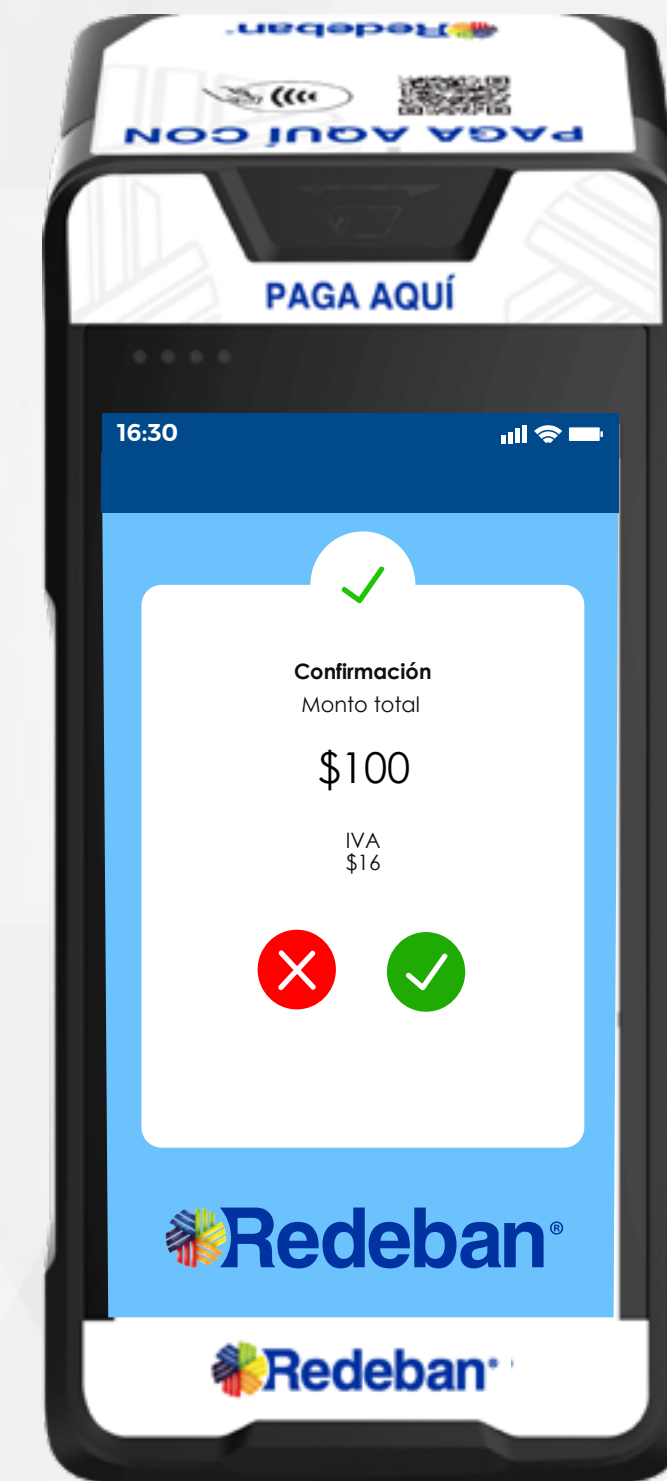 Redeban
PAGA AQUÍ CON
PAGA AQUÍ
16:30
Confirmación
Monto total
$100
IVA
$16
Redeban®
Redeban®